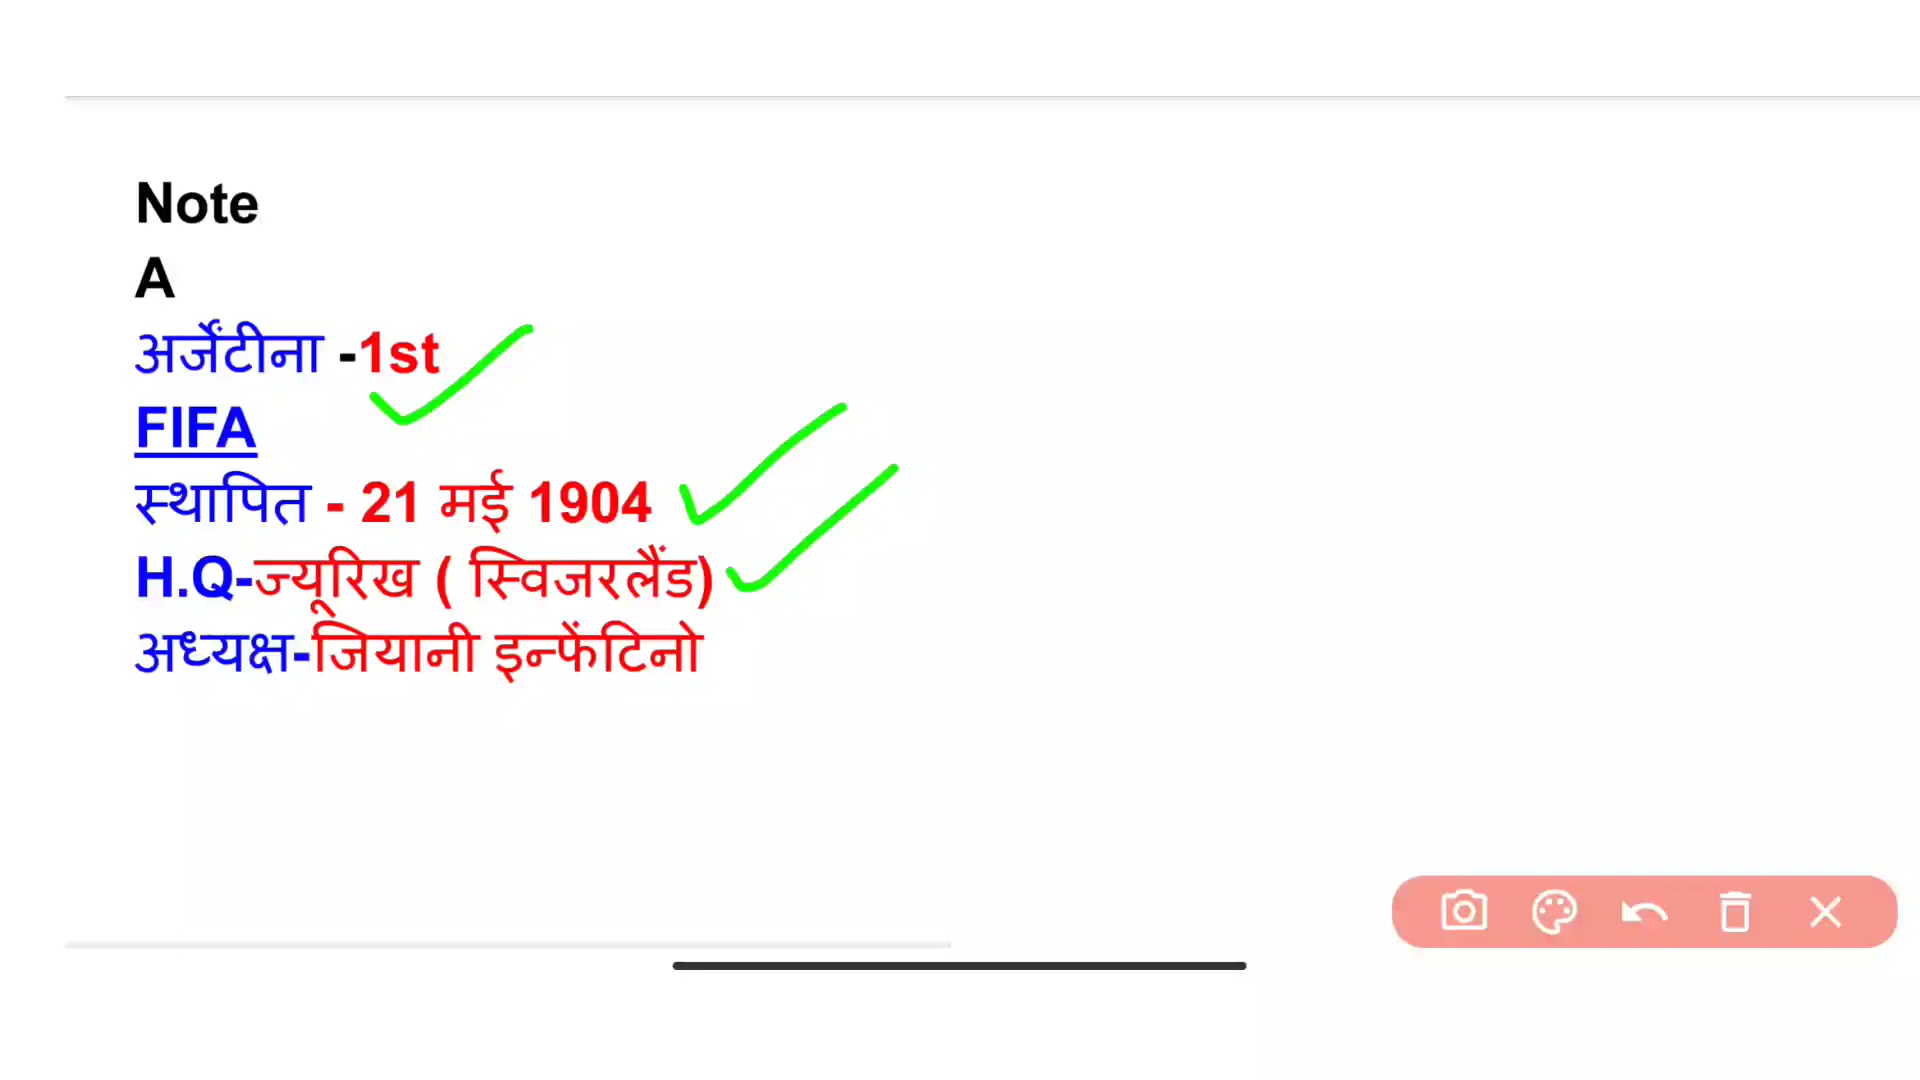 Note
A
अर्जेंटीना -1st
FIFA
स्थापित - 21 मई 1904
H.Q-ज्यूरिख ( स्विजरलैंड)
अध्यक्ष-जियानी इन्फेंटिनो